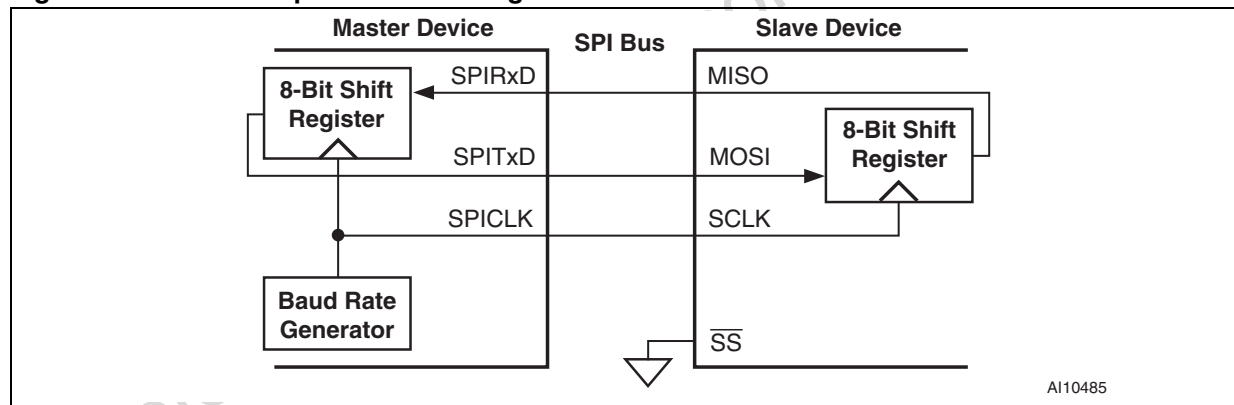 Master Device
SPI Bus
Slave Device
8-Bit Shift
Register
SPIRxD
MISO
SPITxD
MOSI
8-Bit Shift
Register
SPICLK
SCLK
Baud Rate
Generator
SS
AI10485